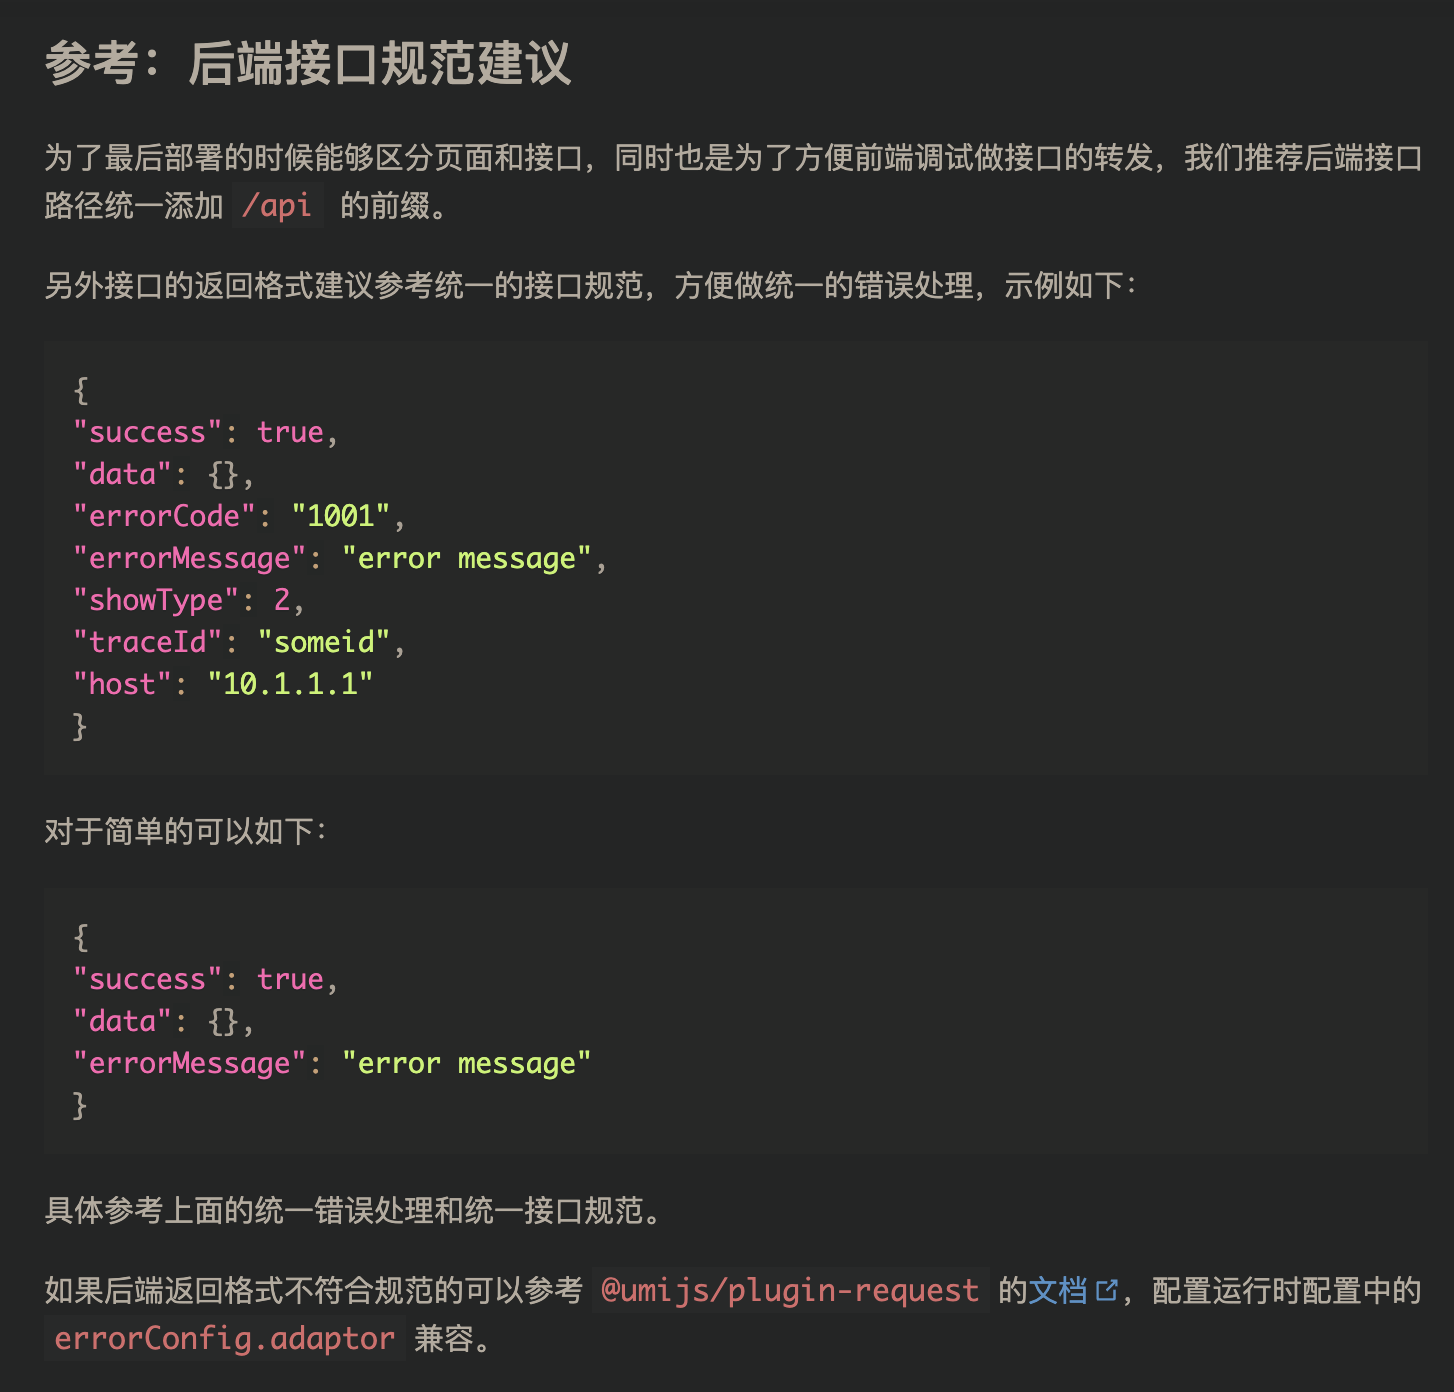 参考：后端接口规范建议
为了最后部署的时候能够区分页面和接口，同时也是为了方便前端调试做接口的转发，我们推荐后端接口
路径统一添加 /api 的前缀。
另外接口的返回格式建议参考统一的接口规范，方便做统一的错误处理，示例如下：
{
"success": true,
"data": {},
"errorCode": "1001",
"errorMessage": "error message",
"showType": 2,
"traceId": "someid",
"host": "10.1.1.1"
}
对于简单的可以如下：
{
"success": true,
"data": {},
"errorMessage": "error message"
}
具体参考上面的统一错误处理和统一接口规范。
如果后端返回格式不符合规范的可以参考 @umijs/plugin-request 的文档，配置运行时配置中的
errorConfig.adaptor 兼容。